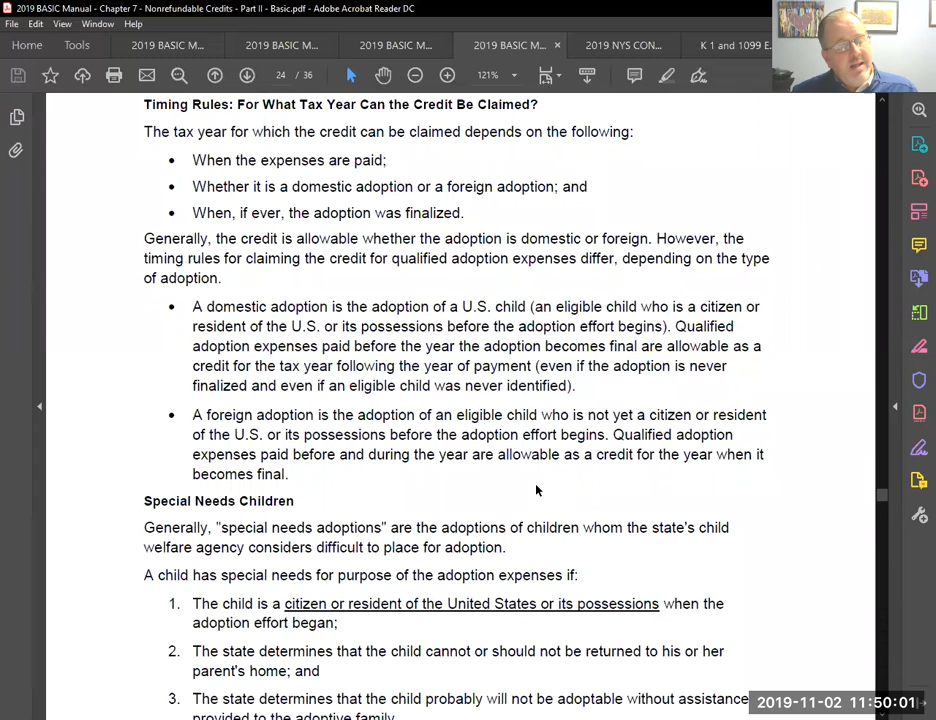 2019 BASIC Manual - Chapter 7 - Nonrefundable Credits - Part II - Basic.pdf - Adobe Acrobat Reader DC
File Edit View Window Help
Home Tools 2019 BASIC M... 2019 BASIC M... 2019 BASIC M... 2019 BASIC M... × 2019 NYS CON... K 1 and 1099 E.
24 / 36 121%
Timing Rules: For What Tax Year Can the Credit Be Claimed?
The tax year for which the credit can be claimed depends on the following:
• When the expenses are paid;
• Whether it is a domestic adoption or a foreign adoption; and
• When, if ever, the adoption was finalized.
Generally, the credit is allowable whether the adoption is domestic or foreign. However, the
timing rules for claiming the credit for qualified adoption expenses differ, depending on the type
of adoption.
• A domestic adoption is the adoption of a U.S. child (an eligible child who is a citizen or
resident of the U.S. or its possessions before the adoption effort begins). Qualified
adoption expenses paid before the year the adoption becomes final are allowable as a
credit for the tax year following the year of payment (even if the adoption is never
finalized and even if an eligible child was never identified).
• A foreign adoption is the adoption of an eligible child who is not yet a citizen or resident
of the U.S. or its possessions before the adoption effort begins. Qualified adoption
expenses paid before and during the year are allowable as a credit for the year when it
becomes final.
Special Needs Children
Generally, "special needs adoptions" are the adoptions of children whom the state's child
welfare agency considers difficult to place for adoption.
A child has special needs for purpose of the adoption expenses if:
1. The child is a citizen or resident of the United States or its possessions when the
adoption effort began;
2. The state determines that the child cannot or should not be returned to his or her
parent's home; and
3. The state determines that the child probably will not be adoptable without assistance
provided to the adoptive family.
2019-11-02 11:50:01